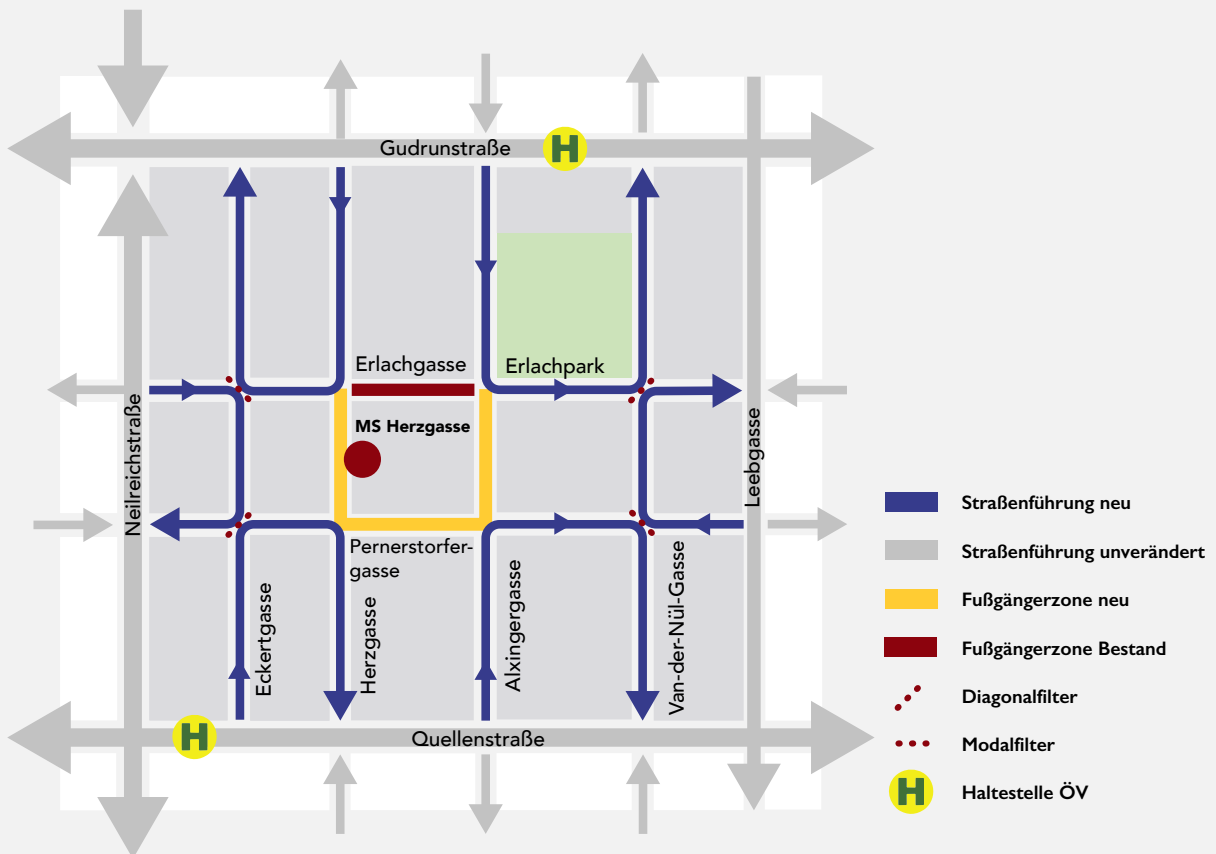 Gudrunstraße
H
Erlachgasse
Erlachpark
MS Herzgasse
Neilreichstraße
Leebgasse
Pernerstorfer-
gasse
Eckertgasse
Herzgasse
Alxingergasse
Van-der-Nül-Gasse
H
Quellenstraße
Straßenführung neu
Straßenführung unverändert
Fußgängerzone neu
Fußgängerzone Bestand
Diagonalfilter
Modalfilter
H
Haltestelle ÖV